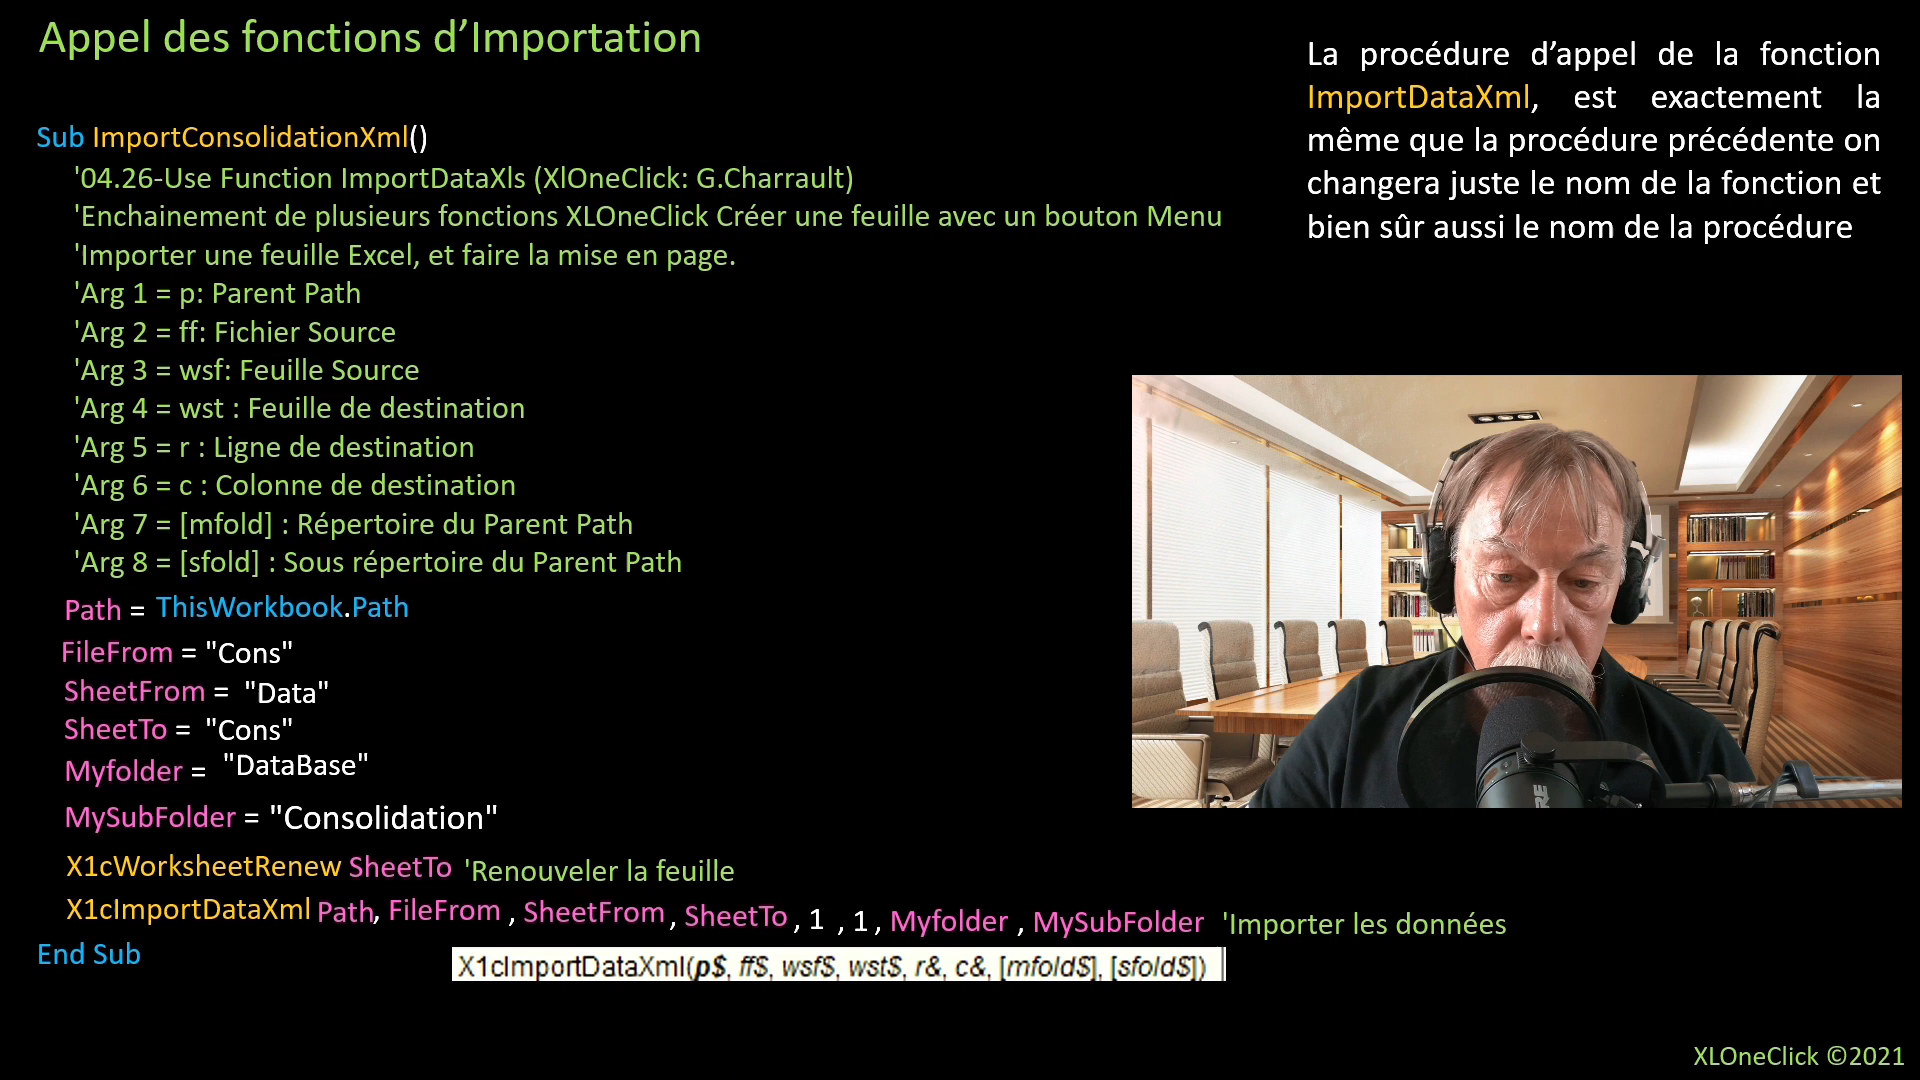 Appel des fonctions d’Importation
La procédure d’appel de la fonction
ImportDataXml, est exactement la
même que la procédure précédente on
changera juste le nom de la fonction et
bien sûr aussi le nom de la procédure
Sub ImportConsolidationXml()
'04.26-Use Function ImportDataXls (XlOneClick: G.Charrault)
'Enchainement de plusieurs fonctions XLOneClick Créer une feuille avec un bouton Menu
'Importer une feuille Excel, et faire la mise en page.
'Arg 1 = p: Parent Path
'Arg 2 = ff: Fichier Source
'Arg 3 = wsf: Feuille Source
'Arg 4 = wst : Feuille de destination
'Arg 5 = r : Ligne de destination
'Arg 6 = c : Colonne de destination
'Arg 7 = [mfold] : Répertoire du Parent Path
'Arg 8 = [sfold] : Sous répertoire du Parent Path
Path = ThisWorkbook.Path
FileFrom = "Cons"
SheetFrom = "Data"
SheetTo = "Cons"
Myfolder = "DataBase"
MySubFolder = "Consolidation"
X1cWorksheetRenew SheetTo 'Renouveler la feuille
X1cImportDataXml Path, FileFrom , SheetFrom , SheetTo , 1 , 1 , Myfolder , MySubFolder 'Importer les données
End Sub
X1cImportDataXml(p$, ff$, wsf$, wst$, r&, c&, [mfold$], [sfold$])
XLOneClick ©2021